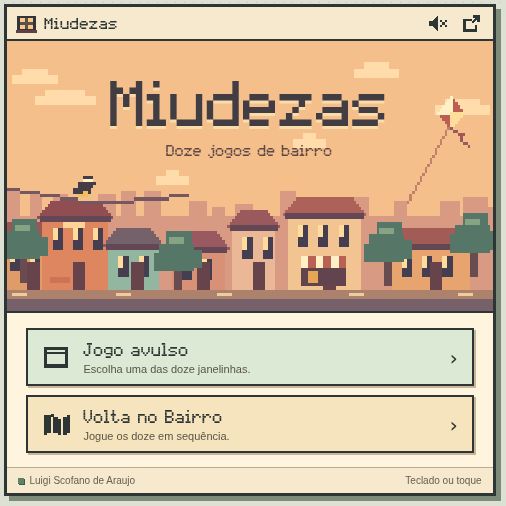 Miudezas
Miudezas
Doze jogos de bairro
Jogo avulso
Escolha uma das doze janelinhas.
Volta no Bairro
Jogue os doze em sequência.
Luigi Scofano de Araujo
Teclado ou toque